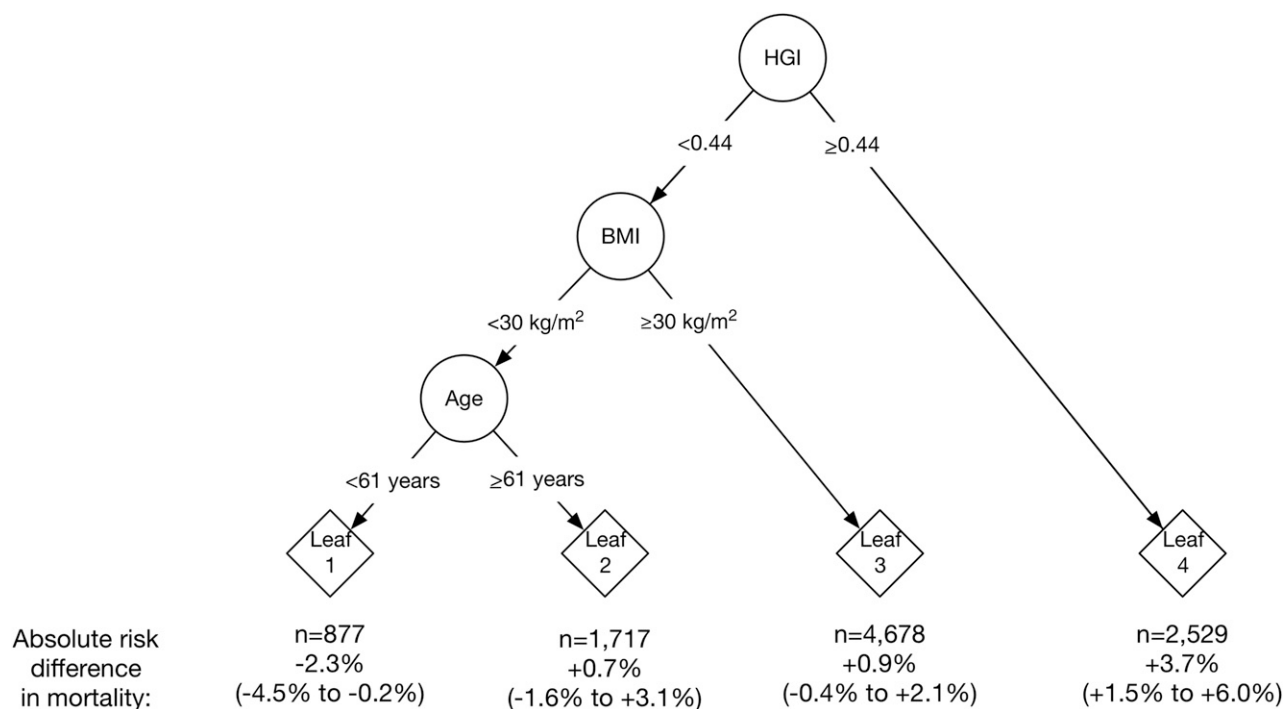 HGI
<0.44
≥0.44
BMI
<30 kg/m²
≥30 kg/m²
Age
<61 years
≥61 years
Leaf
1
Leaf
2
Leaf
3
Leaf
4
Absolute risk
difference
in mortality:
n=877
-2.3%
(-4.5% to -0.2%)
n=1,717
+0.7%
(-1.6% to +3.1%)
n=4,678
+0.9%
(-0.4% to +2.1%)
n=2,529
+3.7%
(+1.5% to +6.0%)